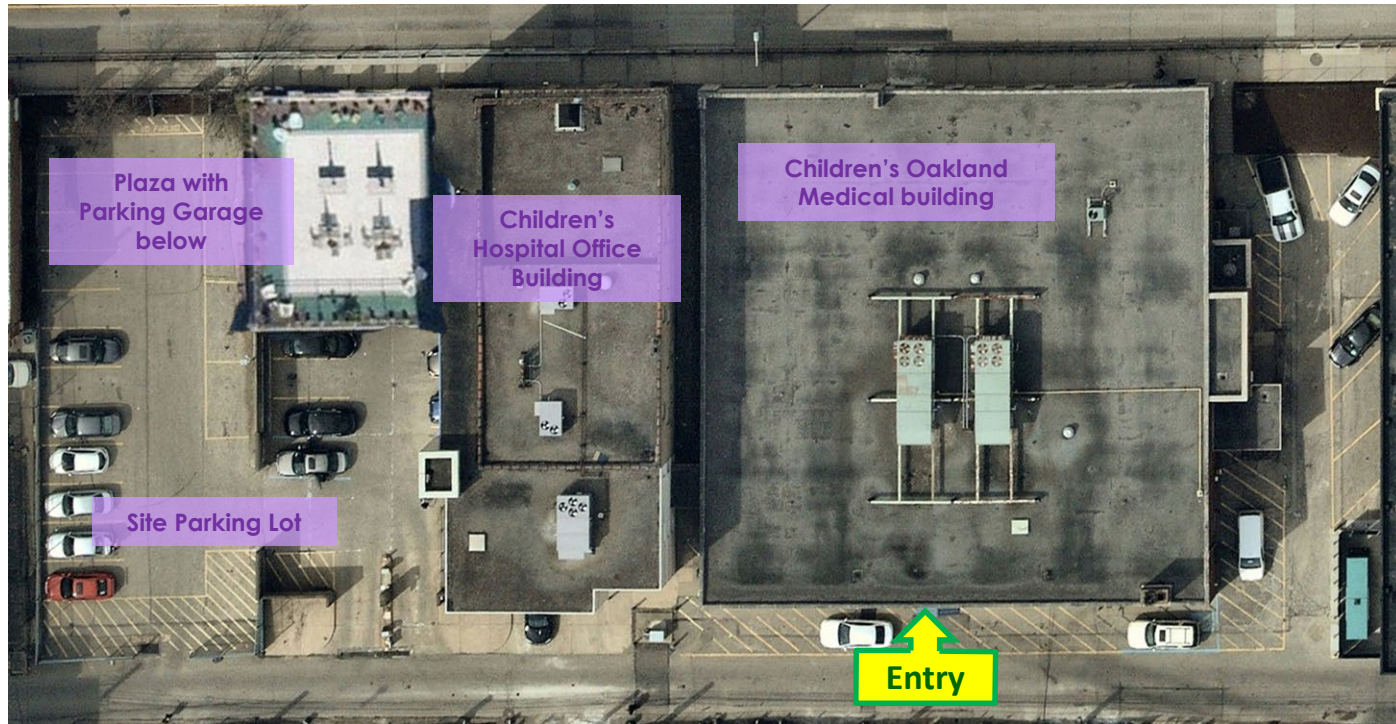 Plaza with
Parking Garage
below
Children's
Hospital Office
Building
Children's Oakland
Medical building
Site Parking Lot
Entry